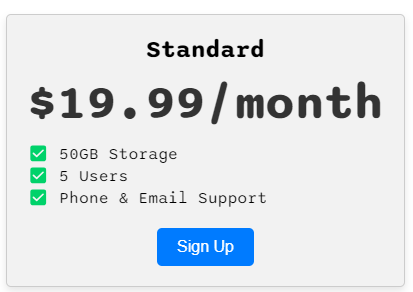 Standard
$19.99/month
50GB Storage
5 Users
Phone & Email Support
Sign Up